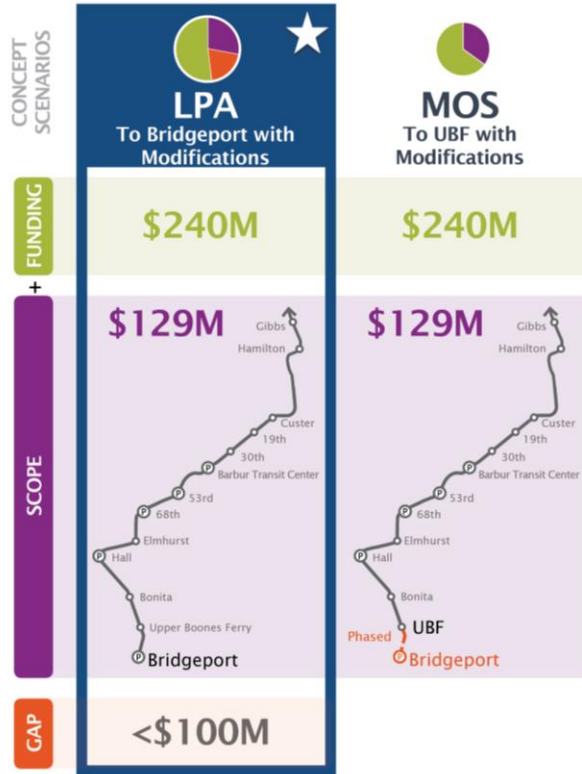 CONCEPT
SCENARIOS
LPA
To Bridgeport with
Modifications
MOS
To UBF with
Modifications
FUNDING
$240M
$240M
+
SCOPE
$129M
Gibbs
Hamilton
Custer
19th
30th
P
Barbur Transit Center
P
53rd
P
68th
Elmhurst
P
Hall
Bonita
Upper Boones Ferry
P
Bridgeport
$129M
Gibbs
Hamilton
Custer
19th
30th
P
Barbur Transit Center
P
53rd
P
68th
Elmhurst
P
Hall
Bonita
UBF
Phased
P
Bridgeport
GAP
<$100M